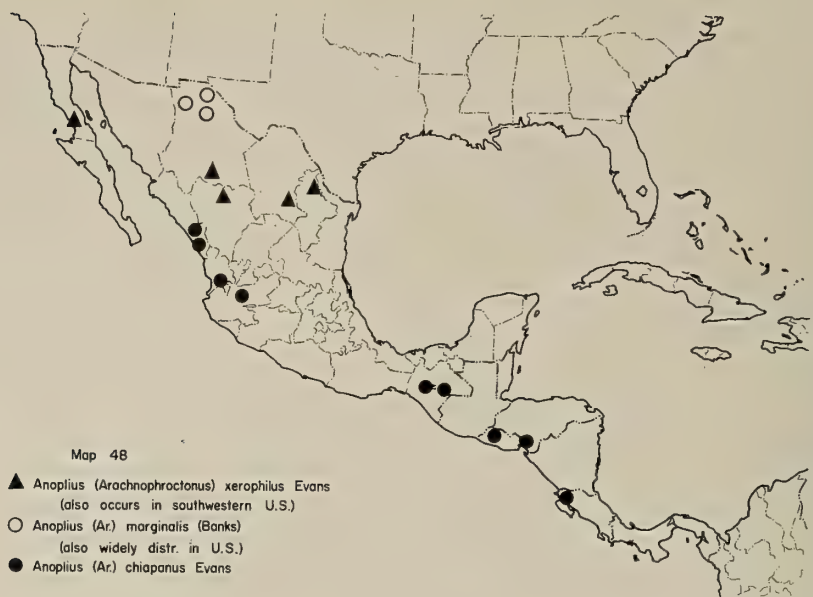 Map 48
Anoplius (Arachnophroctonus) xerophilus Evans
(also occurs in southwestern U.S.)
Anoplius (Ar.) marginalis (Banks)
(also widely distr. in U.S.)
Anoplius (Ar.) chiapanus Evans